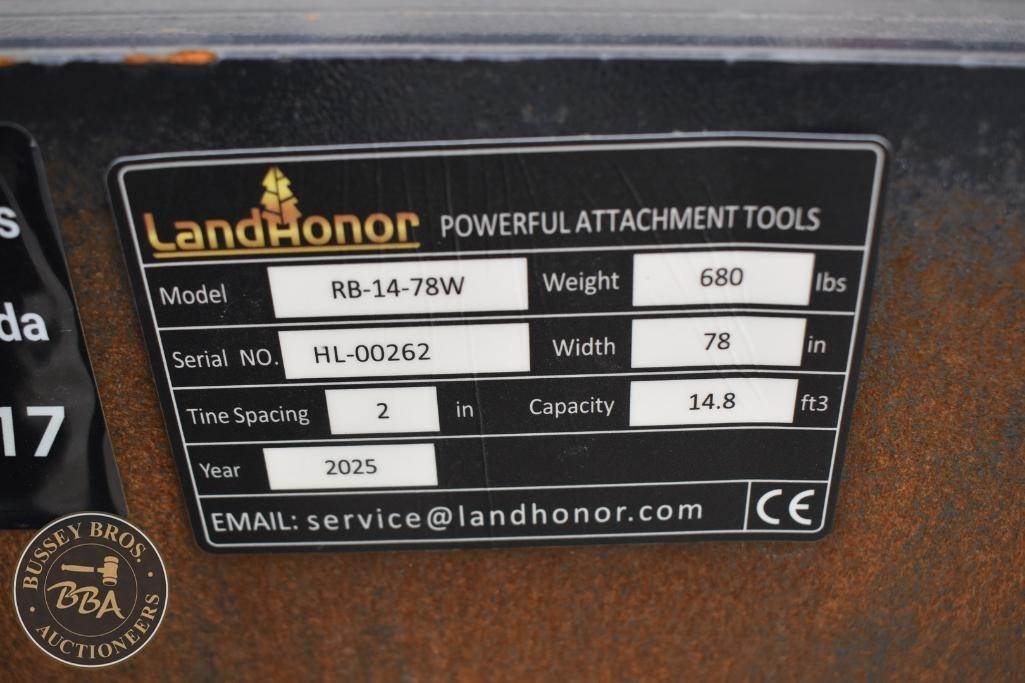 LandHonor POWERFUL ATTACHMENT TOOLS
Model RB-14-78W Weight 680 lbs
Serial NO. HL-00262 Width 78 in
Tine Spacing 2 in Capacity 14.8 ft3
Year 2025
EMAIL: service@landhonor.com CE
s
da
17
BUSSEY BROS.
BBA
AUCTIONEERS